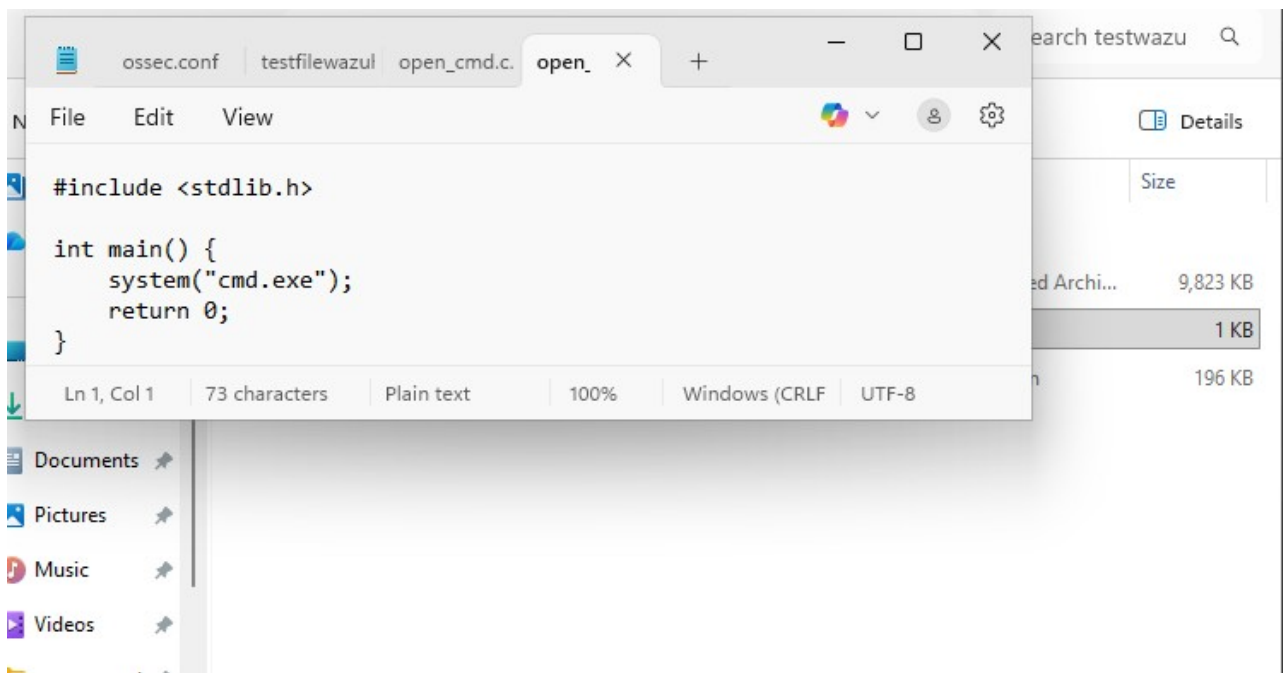 ossec.conf testfilewazul open_cmd.c. open_
earch testwazu
File Edit View
Details
#include <stdlib.h>
Size
int main() {
system("cmd.exe");
ed Archi... 9,823 KB
return 0;
1 KB
}
Ln 1, Col 1 73 characters Plain text 100% Windows (CRLF UTF-8
196 KB
Documents
Pictures
Music
Videos